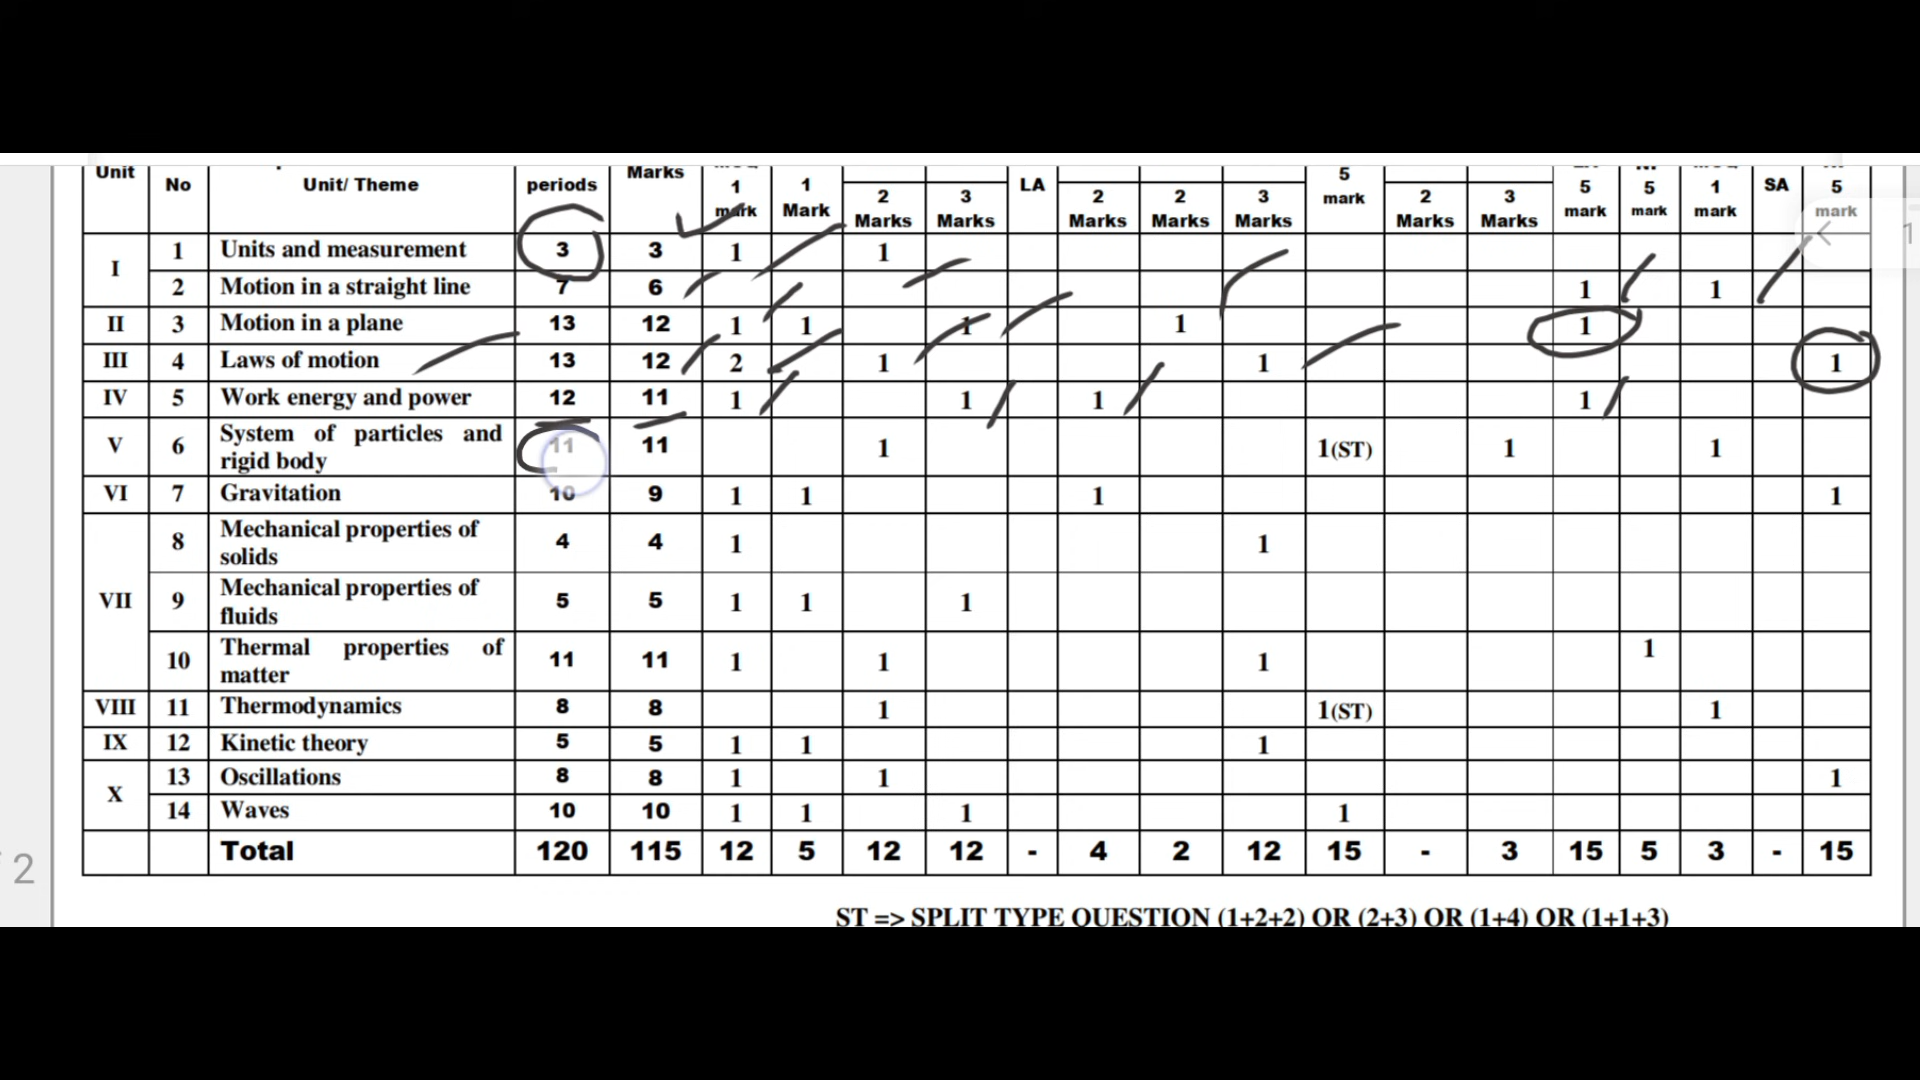 Unit No Unit/ Theme periods Marks 1 mark 1 Mark 2 Marks 3 Marks LA 2 Marks 2 Marks 3 Marks 5 mark 2 Marks 3 Marks 5 mark 5 mark 1 mark SA 5 mark
I 1 Units and measurement 3 3 1 1
2 Motion in a straight line 7 6 1 1
II 3 Motion in a plane 13 12 1 1 1 1 1
III 4 Laws of motion 13 12 2 1 1 1
IV 5 Work energy and power 12 11 1 1 1 1
V 6 System of particles and rigid body 11 11 1 1(ST) 1 1
VI 7 Gravitation 10 9 1 1 1 1
VII 8 Mechanical properties of solids 4 4 1 1
9 Mechanical properties of fluids 5 5 1 1 1
10 Thermal properties of matter 11 11 1 1 1 1
VIII 11 Thermodynamics 8 8 1 1(ST) 1
IX 12 Kinetic theory 5 5 1 1 1
X 13 Oscillations 8 8 1 1 1
14 Waves 10 10 1 1 1 1
Total 120 115 12 5 12 12 - 4 2 12 15 - 3 15 5 3 - 15
2
ST => SPLIT TYPE QUESTION (1+2+2) OR (2+3) OR (1+4) OR (1+1+3)